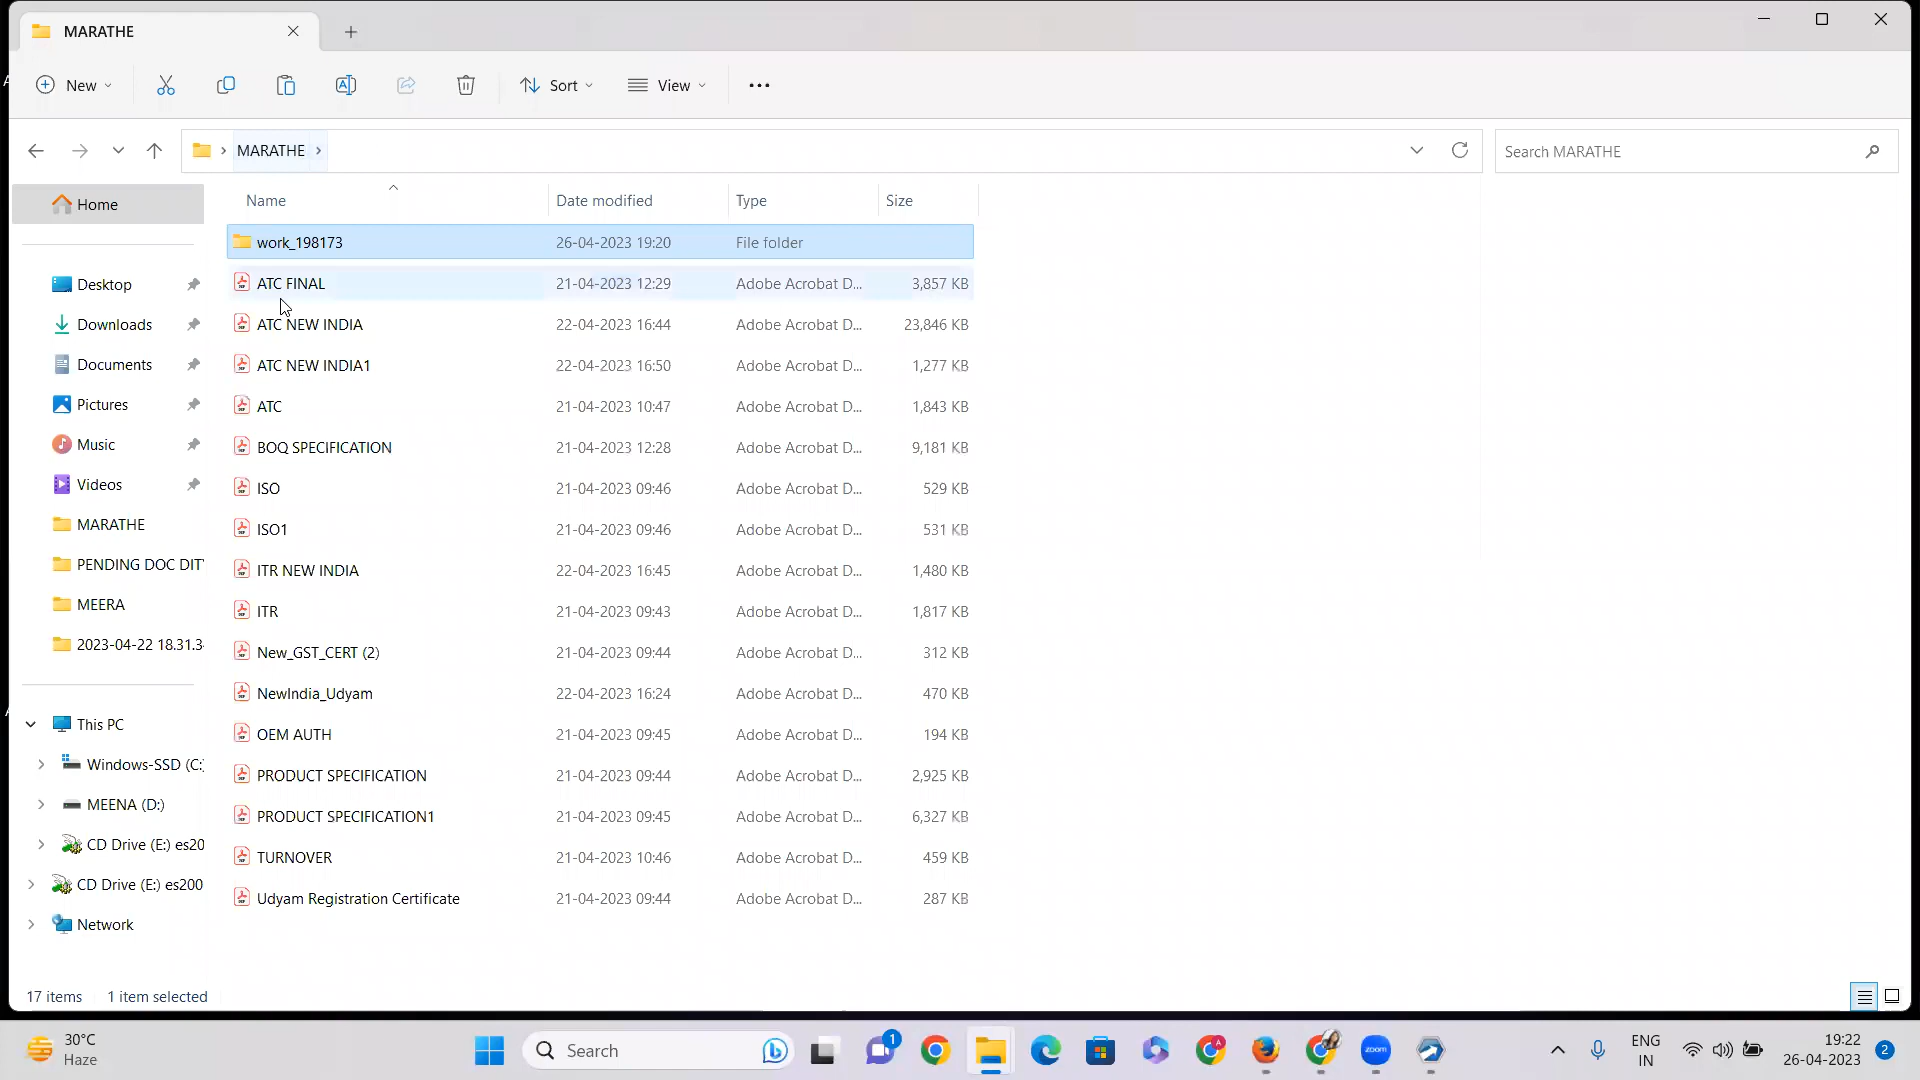 MARATHE
New
Sort
View
MARATHE
Search MARATHE
Name
Date modified
Type
Size
Home
Desktop
Downloads
Documents
Pictures
Music
Videos
MARATHE
PENDING DOC DIT
MEERA
2023-04-22 18.31.3
This PC
Windows-SSD (C:)
MEENA (D:)
CD Drive (E:) es20
CD Drive (E:) es200
Network
work_198173 26-04-2023 19:20 File folder
ATC FINAL 21-04-2023 12:29 Adobe Acrobat D... 3,857 KB
ATC NEW INDIA 22-04-2023 16:44 Adobe Acrobat D... 23,846 KB
ATC NEW INDIA1 22-04-2023 16:50 Adobe Acrobat D... 1,277 KB
ATC 21-04-2023 10:47 Adobe Acrobat D... 1,843 KB
BOQ SPECIFICATION 21-04-2023 12:28 Adobe Acrobat D... 9,181 KB
ISO 21-04-2023 09:46 Adobe Acrobat D... 529 KB
ISO1 21-04-2023 09:46 Adobe Acrobat D... 531 KB
ITR NEW INDIA 22-04-2023 16:45 Adobe Acrobat D... 1,480 KB
ITR 21-04-2023 09:43 Adobe Acrobat D... 1,817 KB
New_GST_CERT (2) 21-04-2023 09:44 Adobe Acrobat D... 312 KB
NewIndia_Udyam 22-04-2023 16:24 Adobe Acrobat D... 470 KB
OEM AUTH 21-04-2023 09:45 Adobe Acrobat D... 194 KB
PRODUCT SPECIFICATION 21-04-2023 09:44 Adobe Acrobat D... 2,925 KB
PRODUCT SPECIFICATION1 21-04-2023 09:45 Adobe Acrobat D... 6,327 KB
TURNOVER 21-04-2023 10:46 Adobe Acrobat D... 459 KB
Udyam Registration Certificate 21-04-2023 09:44 Adobe Acrobat D... 287 KB
17 items 1 item selected
30°C
Haze
Search
1
A
zoom
ENG
IN
19:22
26-04-2023
2